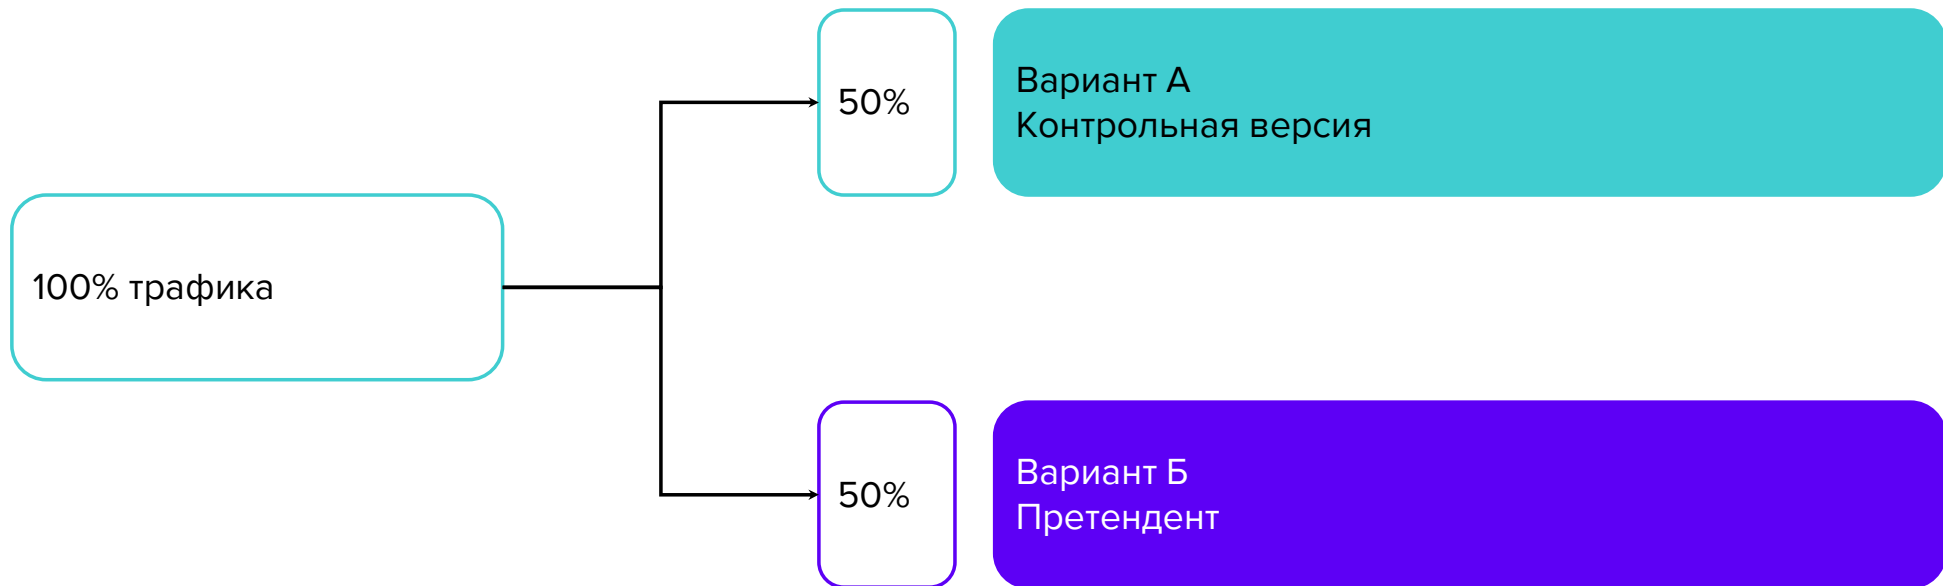 50%
Вариант А
Контрольная версия
100% трафика
50%
Вариант Б
Претендент